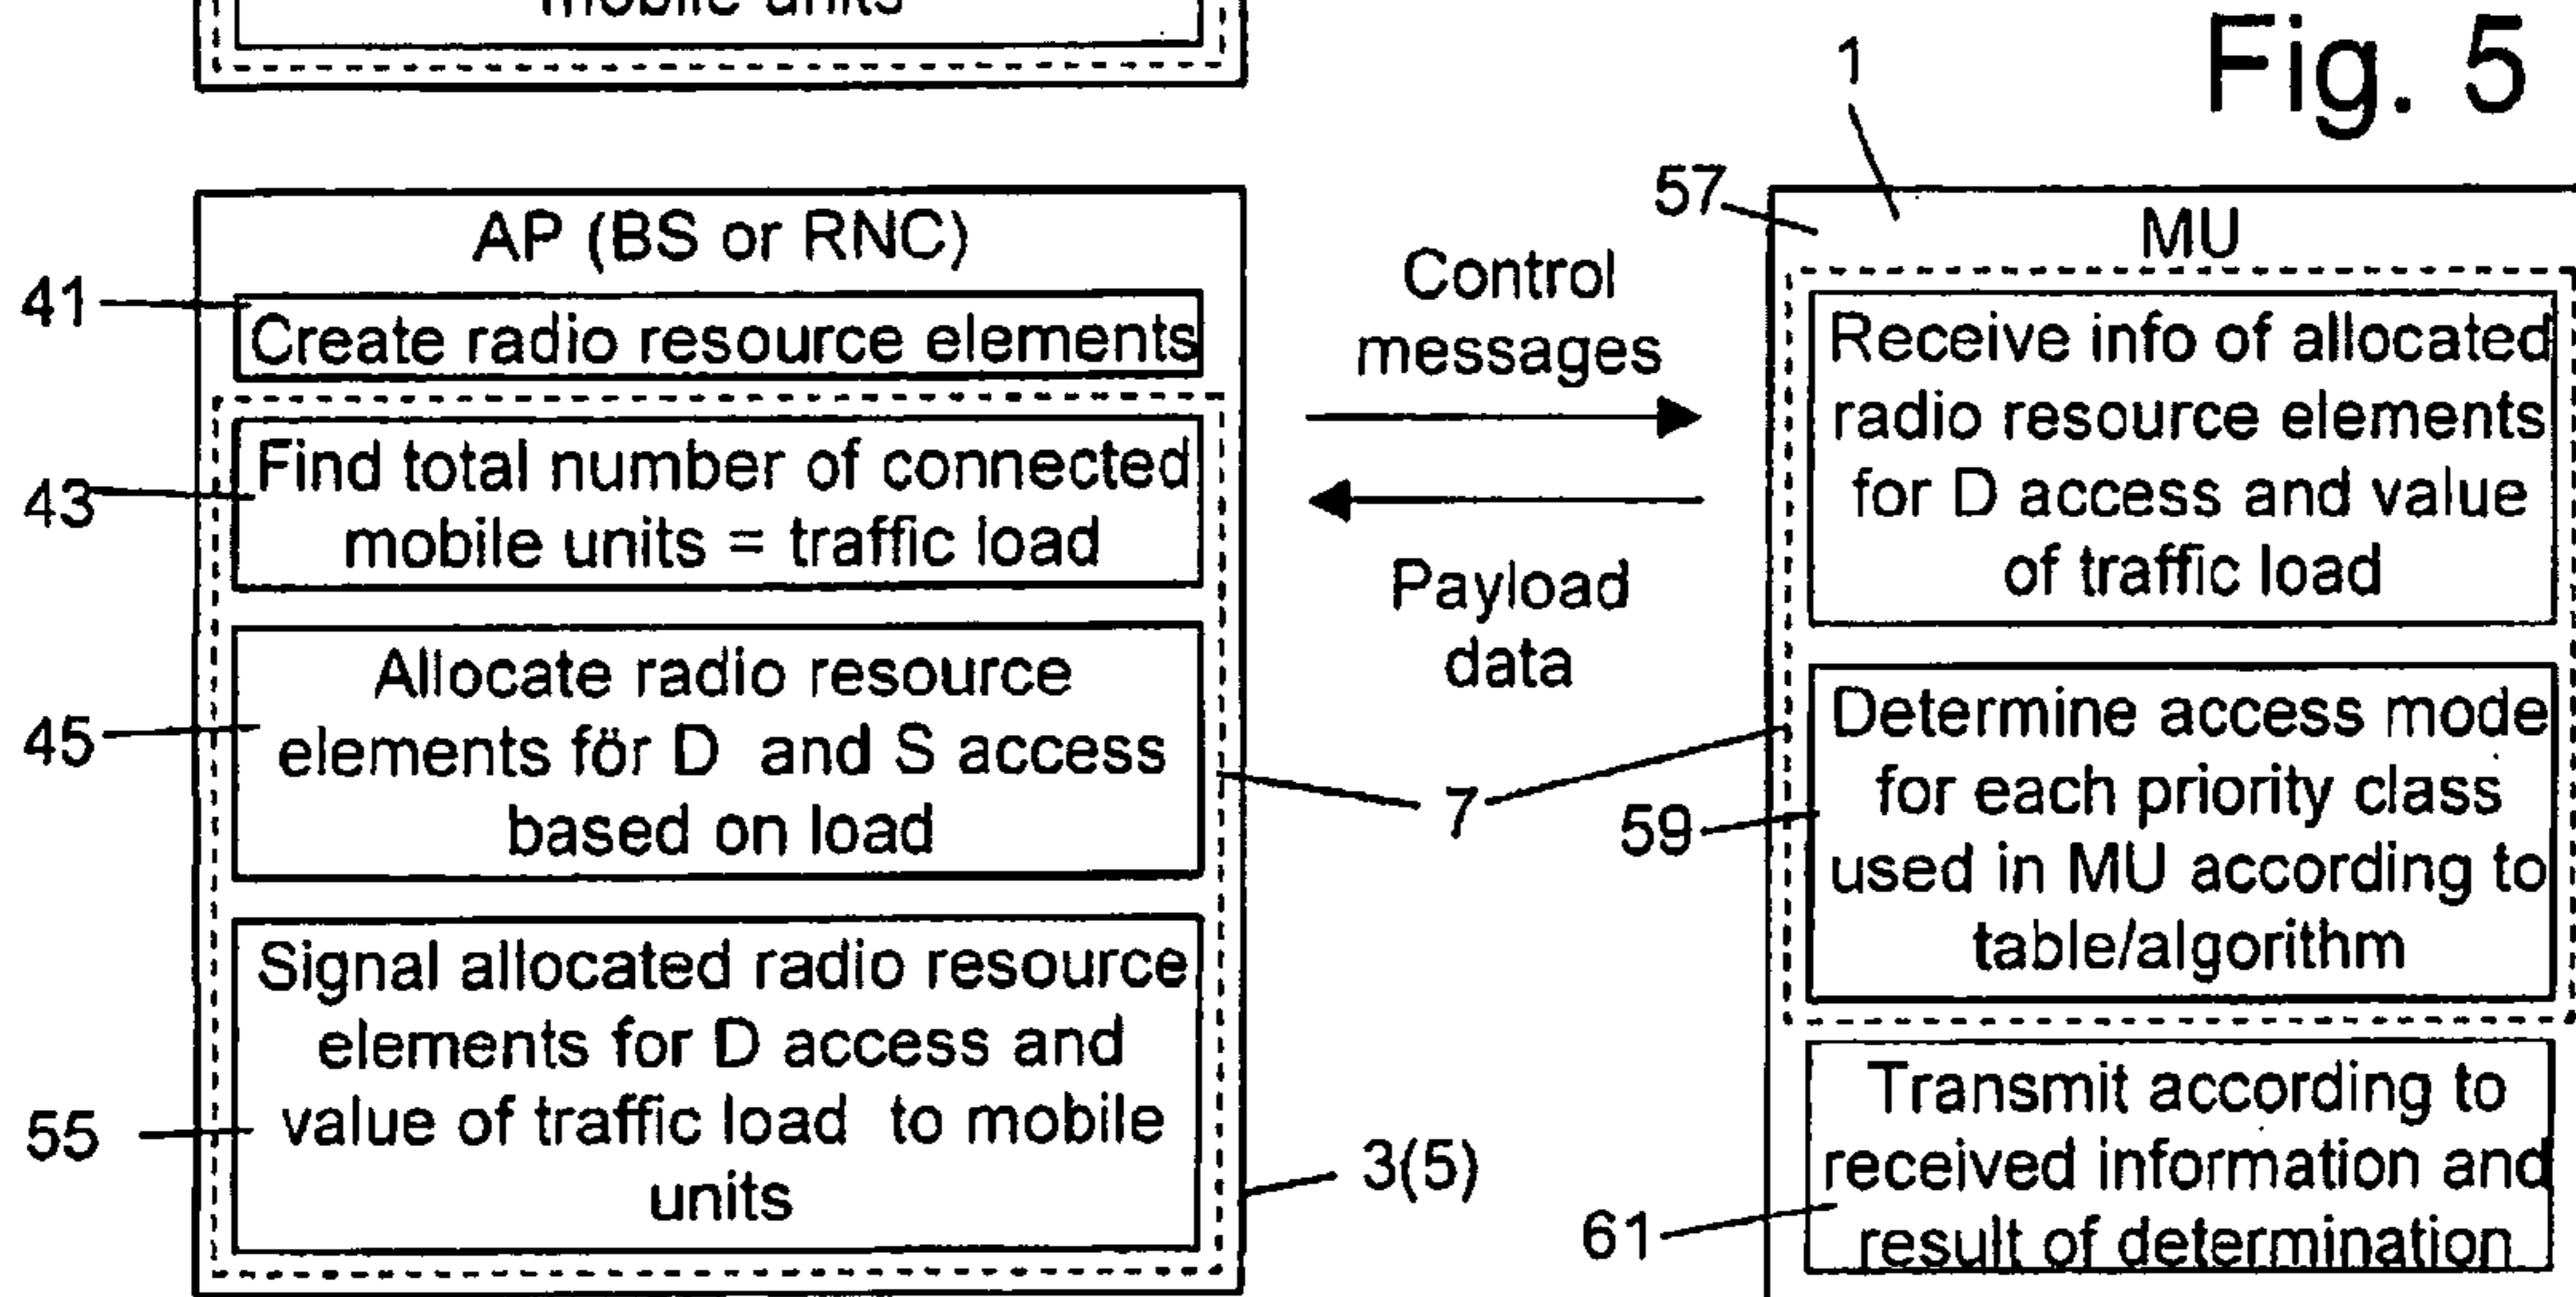 mobile units
Fig. 5
1
57
AP (BS or RNC)
41
Create radio resource elements
43
Find total number of connected
mobile units = traffic load
45
Allocate radio resource
elements för D and S access
based on load
55
Signal allocated radio resource
elements for D access and
value of traffic load to mobile
units
3(5)
Control
messages
Payload
data
7
MU
Receive info of allocated
radio resource elements
for D access and value
of traffic load
59
Determine access mode
for each priority class
used in MU according to
table/algorithm
61
Transmit according to
received information and
result of determination